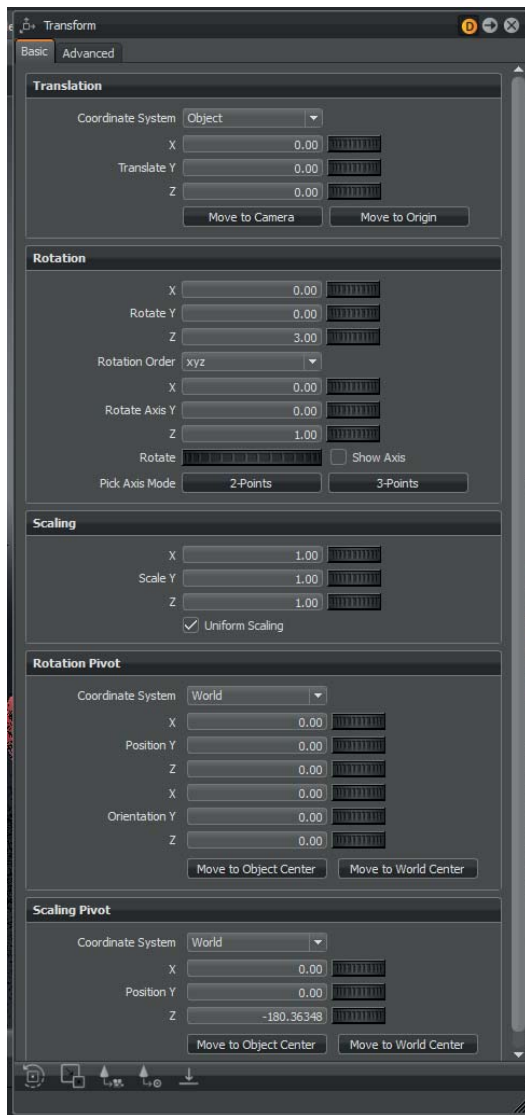 Transform
D
Basic Advanced
Translation
Coordinate System Object
X 0.00
Translate Y 0.00
Z 0.00
Move to Camera Move to Origin
Rotation
X 0.00
Rotate Y 0.00
Z 3.00
Rotation Order xyz
X 0.00
Rotate Axis Y 0.00
Z 1.00
Rotate Show Axis
Pick Axis Mode 2-Points 3-Points
Scaling
X 1.00
Scale Y 1.00
Z 1.00
Uniform Scaling
Rotation Pivot
Coordinate System World
X 0.00
Position Y 0.00
Z 0.00
X 0.00
Orientation Y 0.00
Z 0.00
Move to Object Center Move to World Center
Scaling Pivot
Coordinate System World
X 0.00
Position Y 0.00
Z -180.36348
Move to Object Center Move to World Center